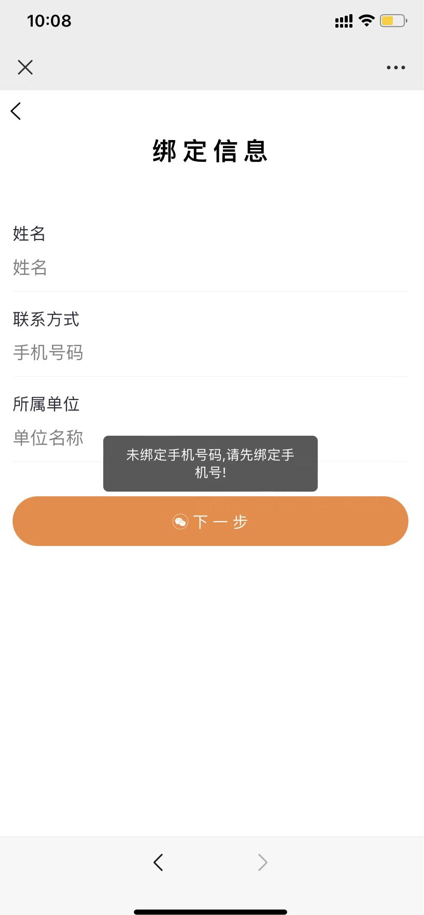 10:08
绑定信息
姓名
姓名
联系方式
手机号码
所属单位
单位名称
未绑定手机号码,请先绑定手
机号!
下一步